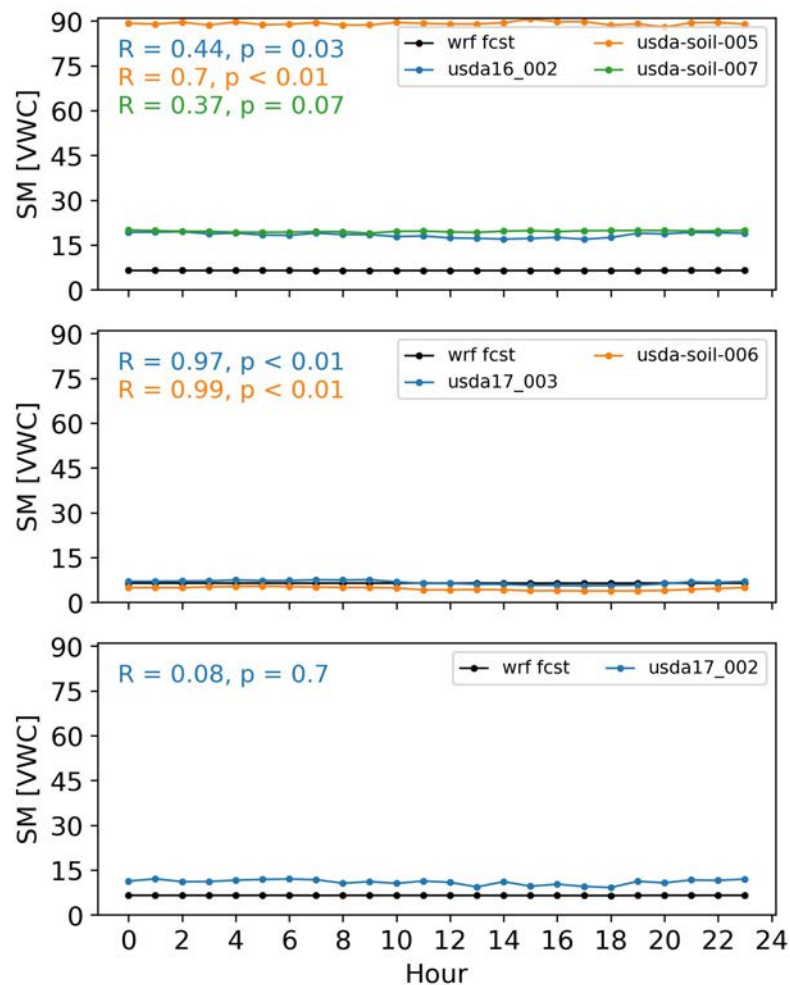 90
75
60
45
30
15
0
SM [VWC]
R = 0.44, p = 0.03
R = 0.7, p < 0.01
R = 0.37, p = 0.07
wrf fcst
usda16_002
usda-soil-005
usda-soil-007
90
75
60
45
30
15
0
SM [VWC]
R = 0.97, p < 0.01
R = 0.99, p < 0.01
wrf fcst
usda17_003
usda-soil-006
90
75
60
45
30
15
0
SM [VWC]
R = 0.08, p = 0.7
wrf fcst
usda17_002
0 2 4 6 8 10 12 14 16 18 20 22 24
Hour